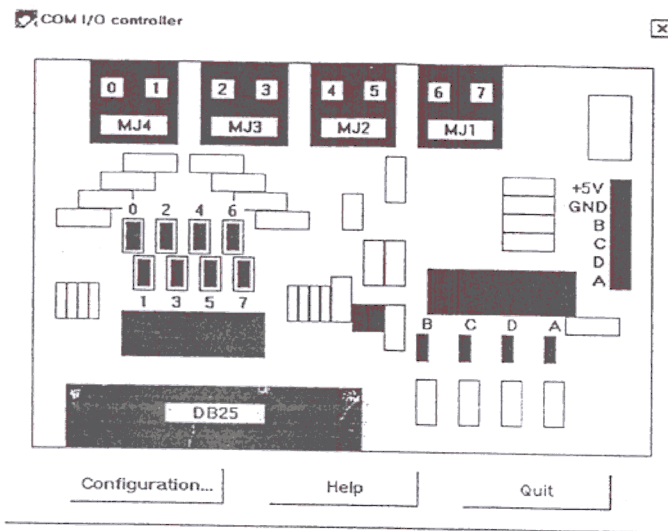 COM I/O controller
0 1 2 3 4 5 6 7
MJ4 MJ3 MJ2 MJ1
+5V
GND
B
C
D
A
0 2 4 6
1 3 5 7
B C D A
DB25
Configuration... Help Quit